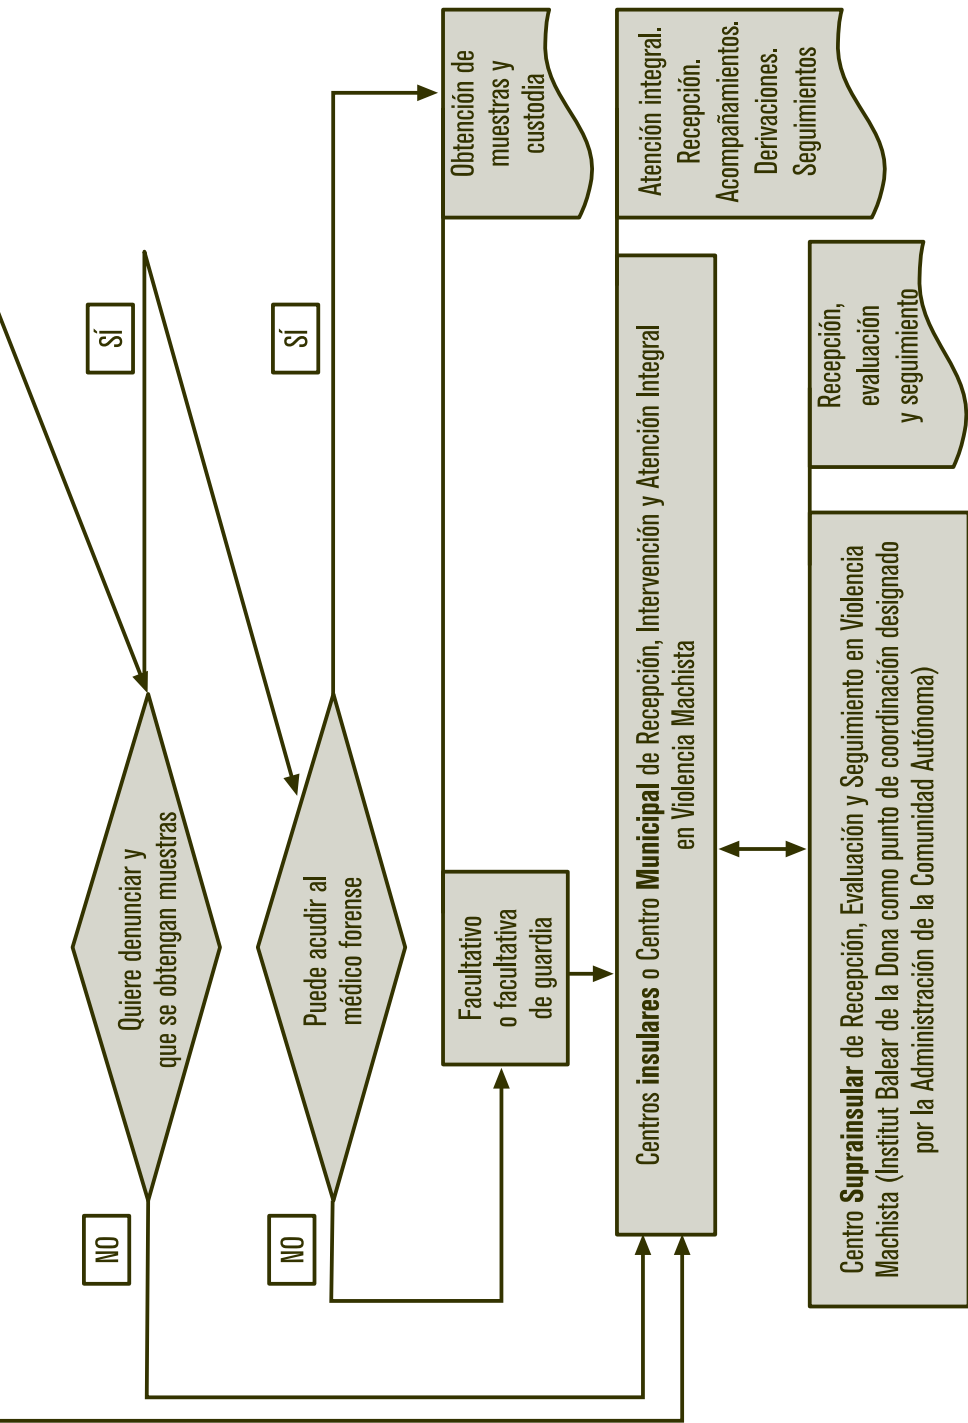 Quiere denunciar y
que se obtengan muestras
NO
SÍ
Puede acudir al
médico forense
NO
SÍ
Facultativo
o facultativa
de guardia
Obtención de
muestras y
custodia
Centros insulares o Centro Municipal de Recepción, Intervención y Atención Integral
en Violencia Machista
Atención integral.
Recepción.
Acompañamientos.
Derivaciones.
Seguimientos
Centro Suprainsular de Recepción, Evaluación y Seguimiento en Violencia
Machista (Institut Balear de la Dona como punto de coordinación designado
por la Administración de la Comunidad Autónoma)
Recepción,
evaluación
y seguimiento